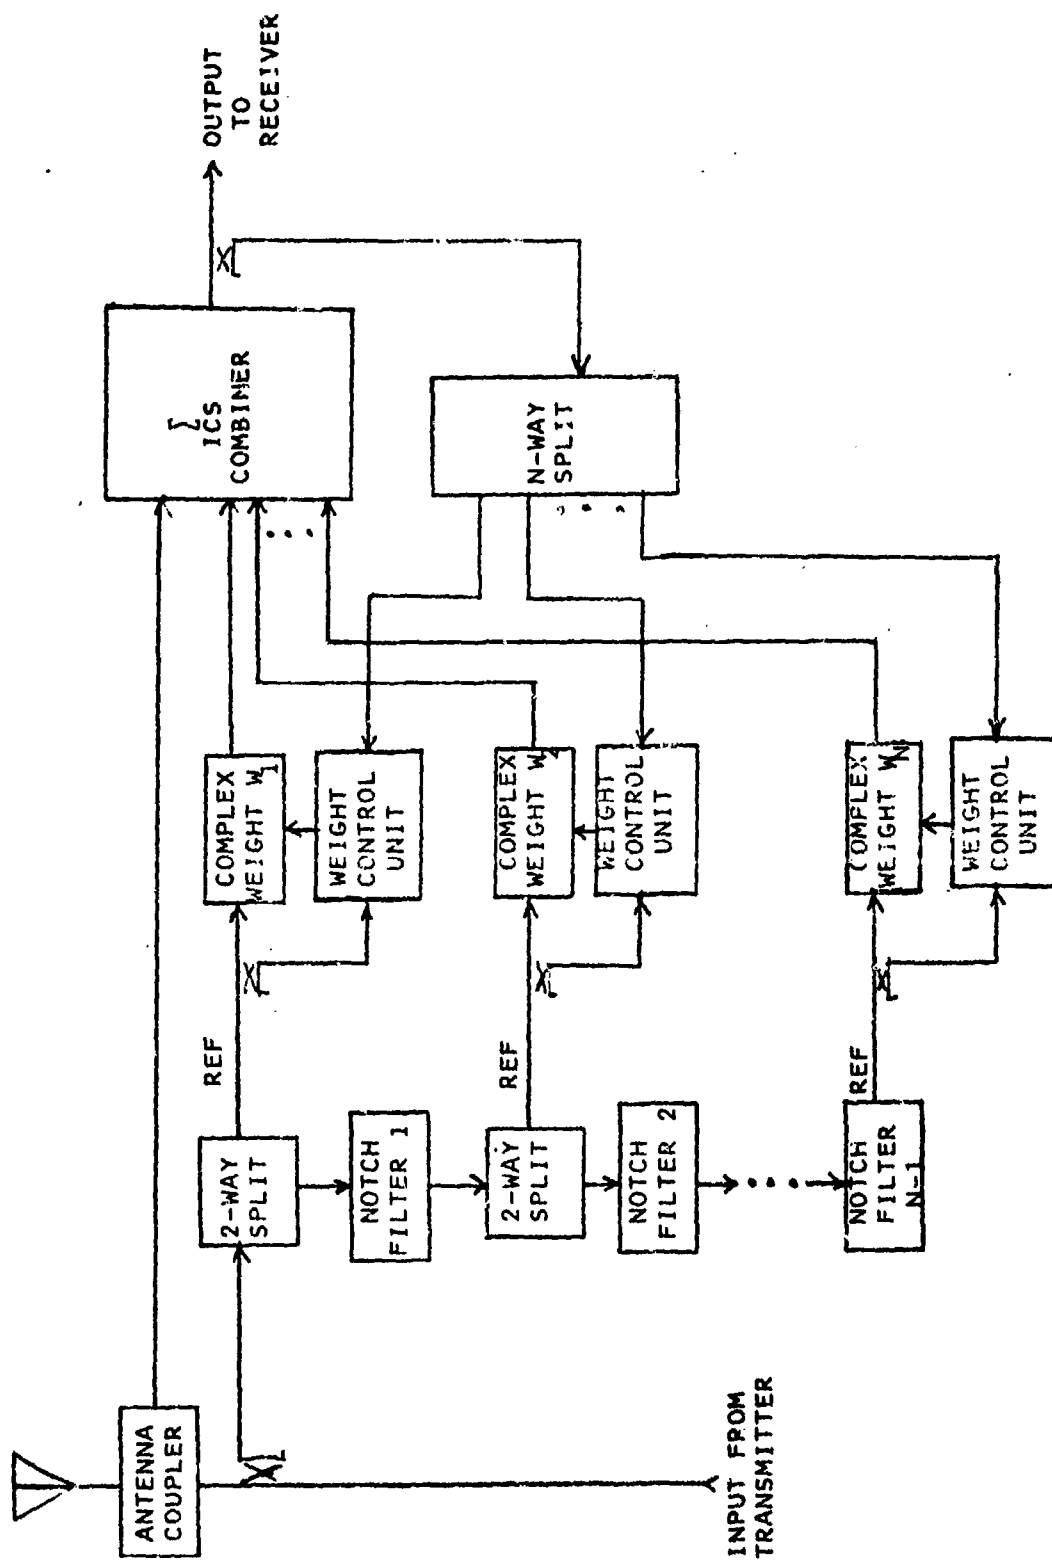 ANTENNA
COUPLER
INPUT FROM
TRANSMITTER
2-WAY
SPLIT
NOTCH
FILTER 1
2-WAY
SPLIT
NOTCH
FILTER 2
NOTCH
FILTER
N-1
REF
REF
REF
COMPLEX
WEIGHT W1
WEIGHT
CONTROL
UNIT
COMPLEX
WEIGHT W2
WEIGHT
CONTROL
UNIT
COMPLEX
WEIGHT WN
WEIGHT
CONTROL
UNIT
Σ
ICS
COMBINER
N-WAY
SPLIT
OUTPUT
TO
RECEIVER